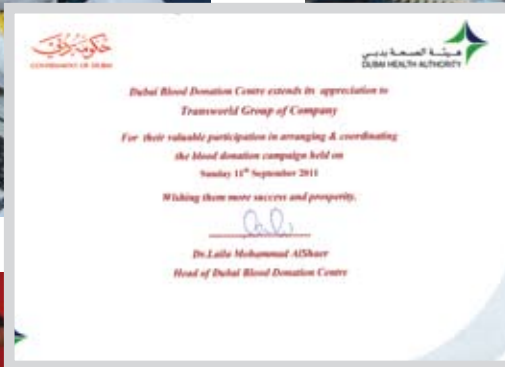 حكومة دبي
GOVERNMENT OF DUBAI
هيئة الصحة بدبي
DUBAI HEALTH AUTHORITY
Dubai Blood Donation Centre extends its appreciation to
Transworld Group of Company
For their valuable participation in arranging & coordinating
the blood donation campaign held on
Sunday 11th September 2011
Wishing them more success and prosperity.
Dr.Laila Mohammad AlShaer
Head of Dubai Blood Donation Centre